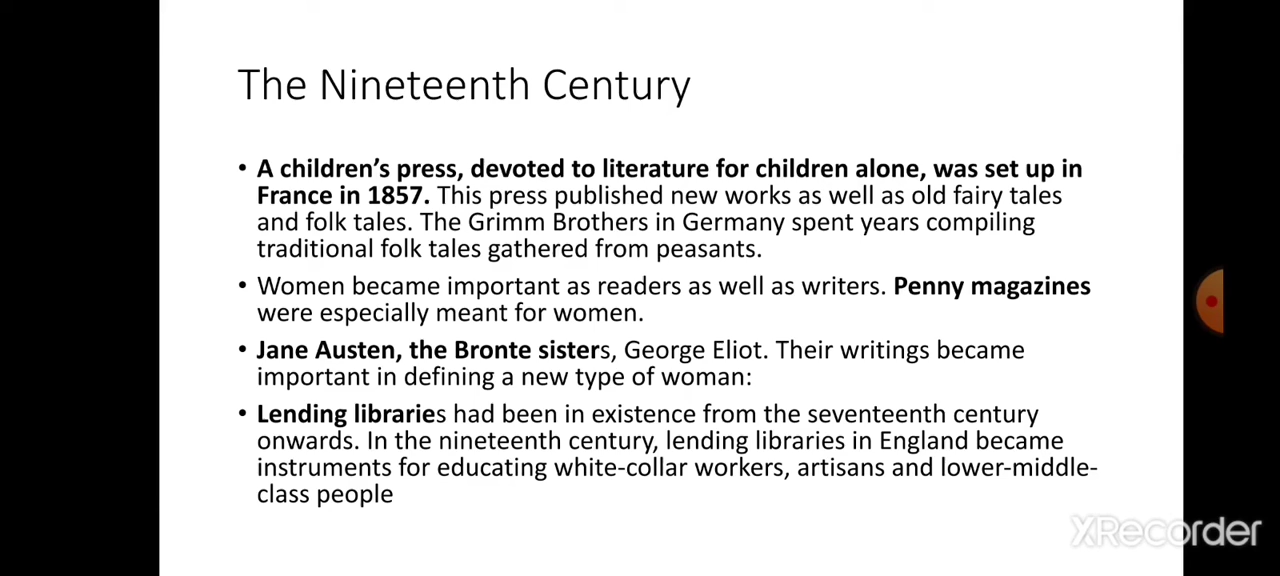 The Nineteenth Century
• A children's press, devoted to literature for children alone, was set up in
France in 1857. This press published new works as well as old fairy tales
and folk tales. The Grimm Brothers in Germany spent years compiling
traditional folk tales gathered from peasants.
• Women became important as readers as well as writers. Penny magazines
were especially meant for women.
• Jane Austen, the Bronte sisters, George Eliot. Their writings became
important in defining a new type of woman:
• Lending libraries had been in existence from the seventeenth century
onwards. In the nineteenth century, lending libraries in England became
instruments for educating white-collar workers, artisans and lower-middle-
class people
XRecorder